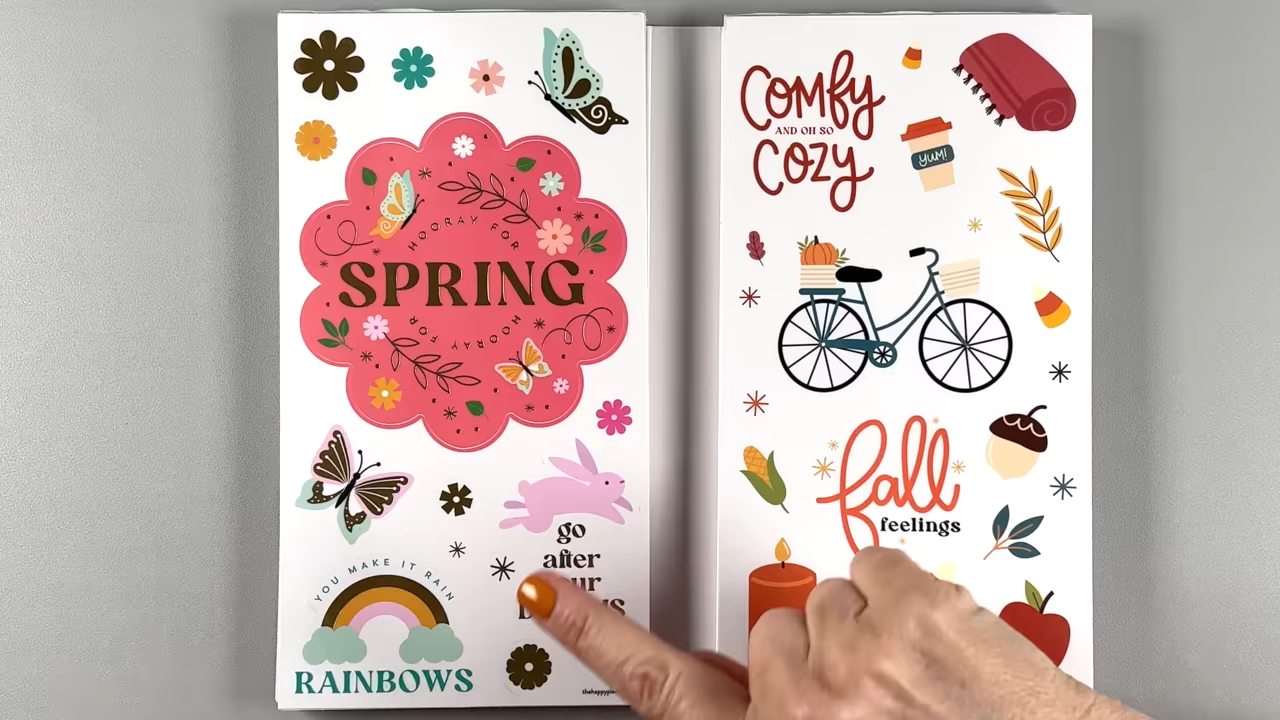 HOORAY FOR
SPRING
HOORAY FOR
go
after
YOU MAKE IT RAIN
RAINBOWS
COMFY
AND OH SO
COZY
YUM!
fall
feelings